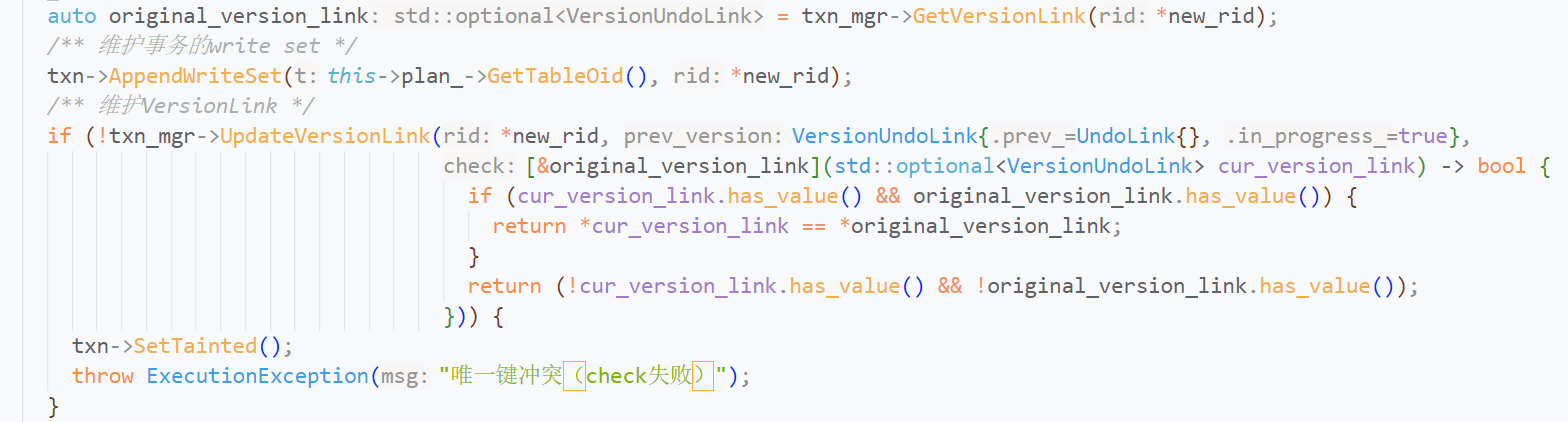 auto original_version_link: std::optional<VersionUndoLink> = txn_mgr->GetVersionLink(rid: *new_rid);
/** 维护事务的write set */
txn->AppendWriteSet(t: this->plan_->GetTableOid(), rid: *new_rid);
/** 维护VersionLink */
if (!txn_mgr->UpdateVersionLink(rid: *new_rid, prev_version: VersionUndoLink{.prev_=UndoLink{}, .in_progress_=true},
check: [&original_version_link](std::optional<VersionUndoLink> cur_version_link) -> bool {
if (cur_version_link.has_value() && original_version_link.has_value()) {
return *cur_version_link == *original_version_link;
}
return (!cur_version_link.has_value() && !original_version_link.has_value());
})) {
txn->SetTainted();
throw ExecutionException(msg: "唯一键冲突（check失败）");
}